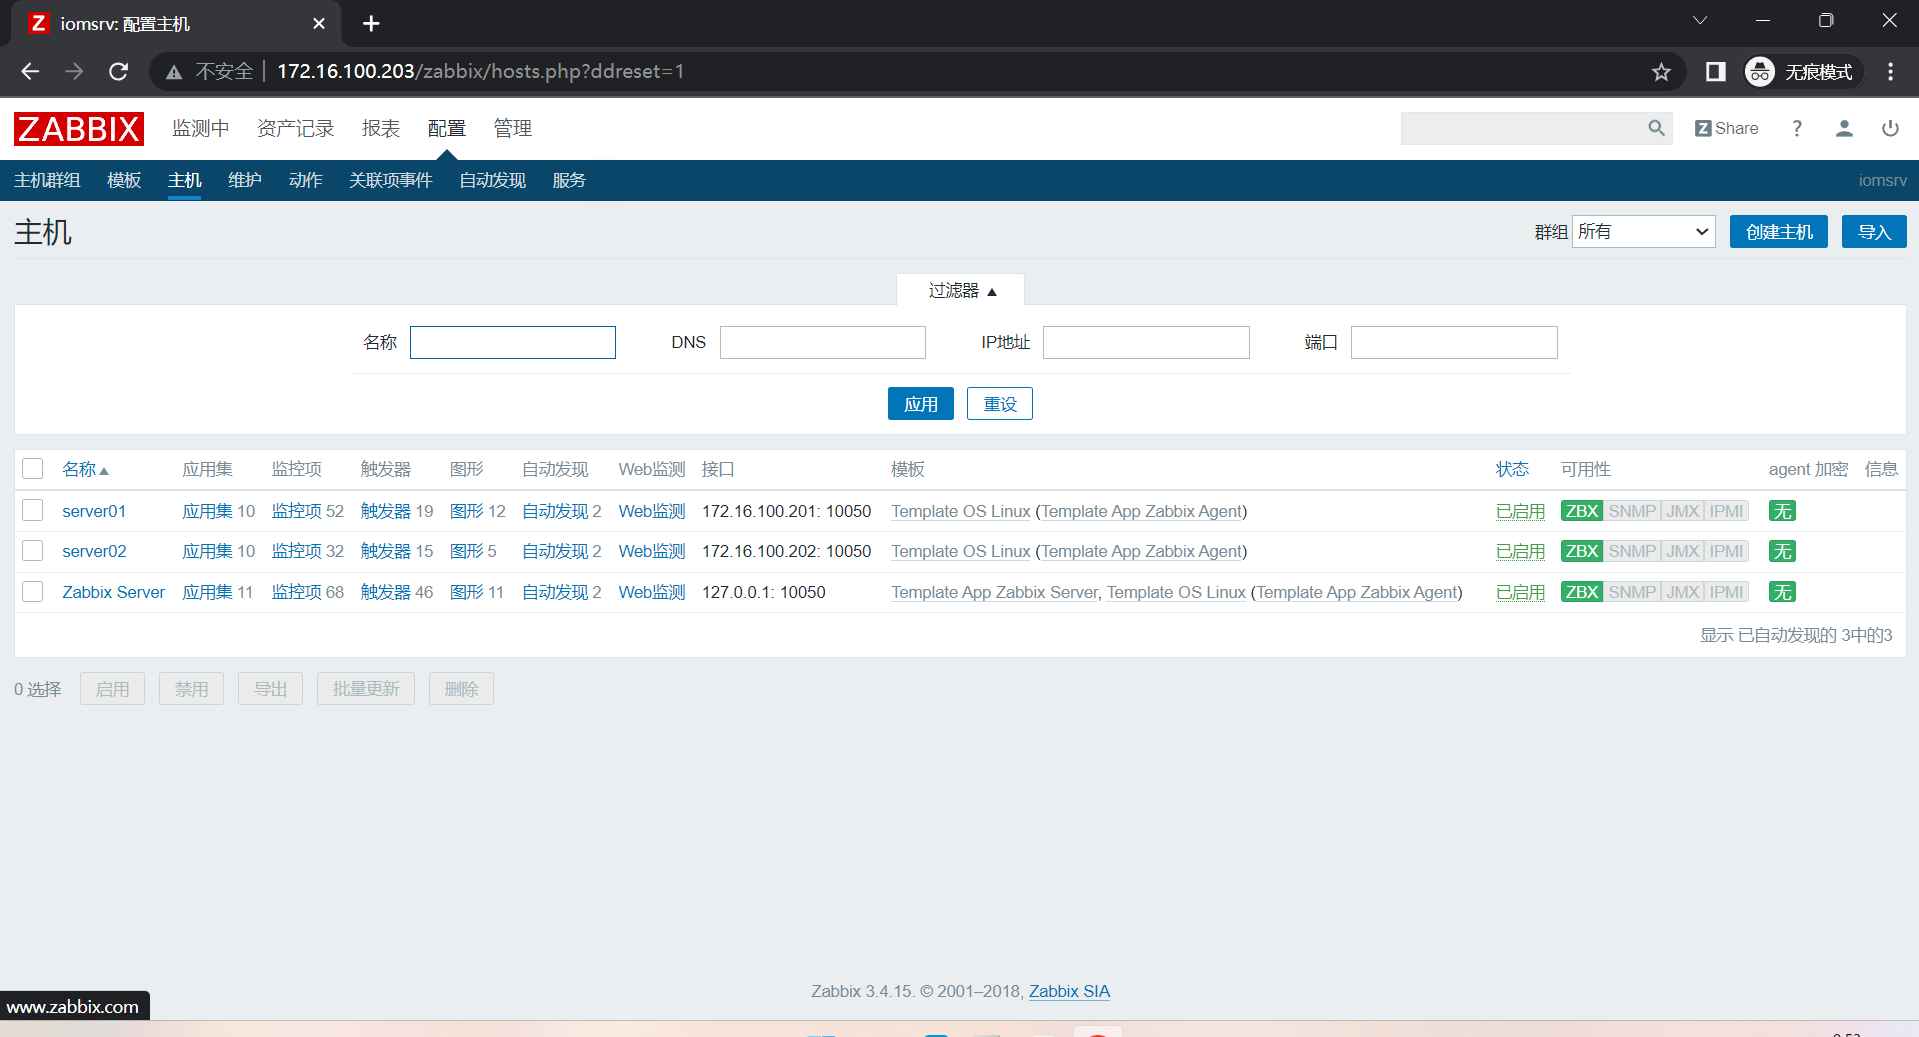 Z iomsrv: 配置主机
不安全 172.16.100.203/zabbix/hosts.php?ddreset=1 无痕模式
ZABBIX 监测中 资产记录 报表 配置 管理 Z Share ?
主机群组 模板 主机 维护 动作 关联项事件 自动发现 服务 iomsrv
主机 群组 所有 创建主机 导入
过滤器 ▲
名称 DNS IP地址 端口
应用 重设
名称▲ 应用集 监控项 触发器 图形 自动发现 Web监测 接口 模板 状态 可用性 agent 加密 信息
server01 应用集 10 监控项 52 触发器 19 图形 12 自动发现 2 Web监测 172.16.100.201: 10050 Template OS Linux (Template App Zabbix Agent) 已启用 ZBX SNMP JMX IPMI 无
server02 应用集 10 监控项 32 触发器 15 图形 5 自动发现 2 Web监测 172.16.100.202: 10050 Template OS Linux (Template App Zabbix Agent) 已启用 ZBX SNMP JMX IPMI 无
Zabbix Server 应用集 11 监控项 68 触发器 46 图形 11 自动发现 2 Web监测 127.0.0.1: 10050 Template App Zabbix Server, Template OS Linux (Template App Zabbix Agent) 已启用 ZBX SNMP JMX IPMI 无
显示 已自动发现的 3中的3
0 选择 启用 禁用 导出 批量更新 删除
Zabbix 3.4.15. © 2001–2018, Zabbix SIA
www.zabbix.com